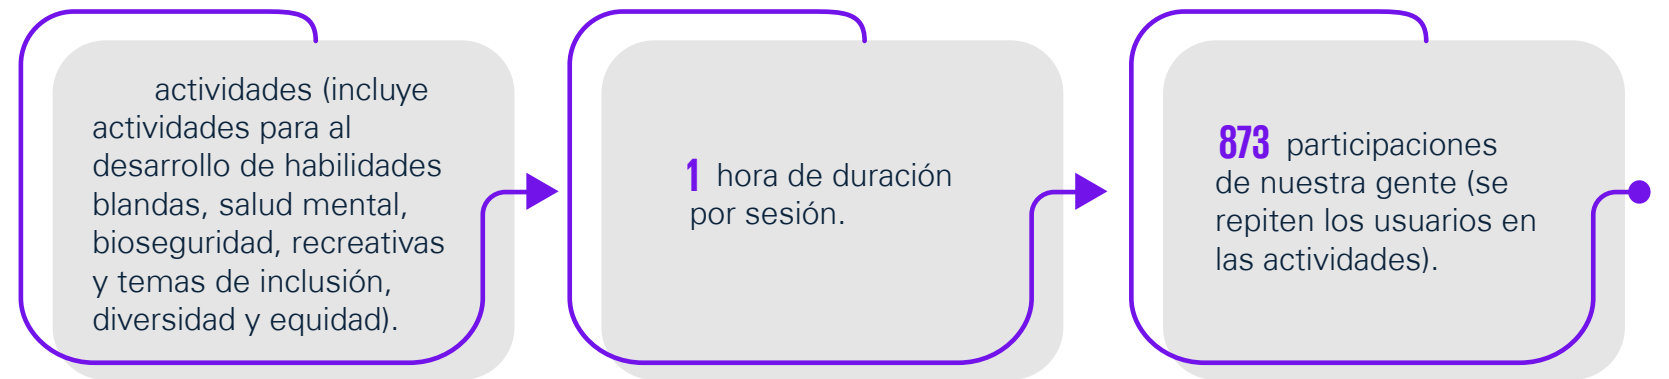 actividades (incluye
actividades para al
desarrollo de habilidades
blandas, salud mental,
bioseguridad, recreativas
y temas de inclusión,
diversidad y equidad).
1 hora de duración
por sesión.
873 participaciones
de nuestra gente (se
repiten los usuarios en
las actividades).